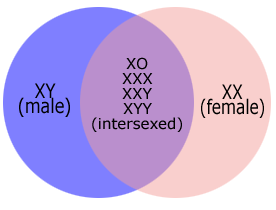 XY
(male)
XO
XXX
XXY
XYY
(intersexed)
XX
(female)